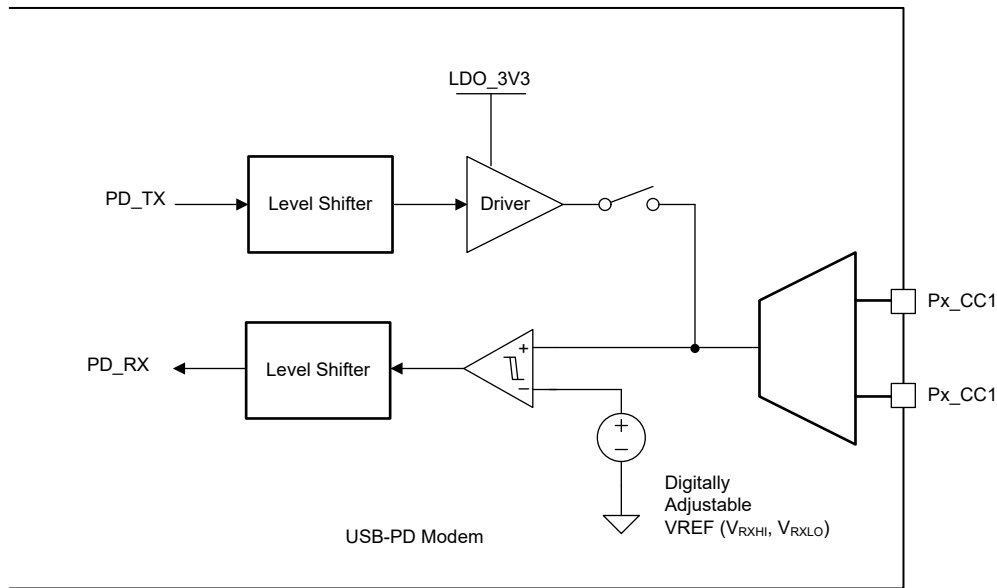 LDO_3V3
PD_TX
Level Shifter
Driver
Px_CC1
PD_RX
Level Shifter
+
−
+
−
Px_CC1
Digitally
Adjustable
VREF (VRXHI, VRXLO)
USB-PD Modem